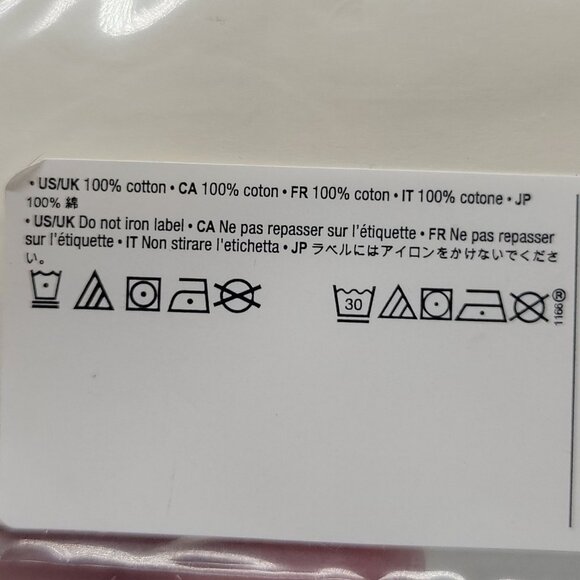 • US/UK 100% cotton • CA 100% coton • FR 100% coton • IT 100% cotone • JP
100% 綿
• US/UK Do not iron label • CA Ne pas repasser sur l'étiquette • FR Ne pas repasser
sur l'étiquette • IT Non stirare l'etichetta • JP ラベルにはアイロンをかけないでくださ
い。
30
1166®